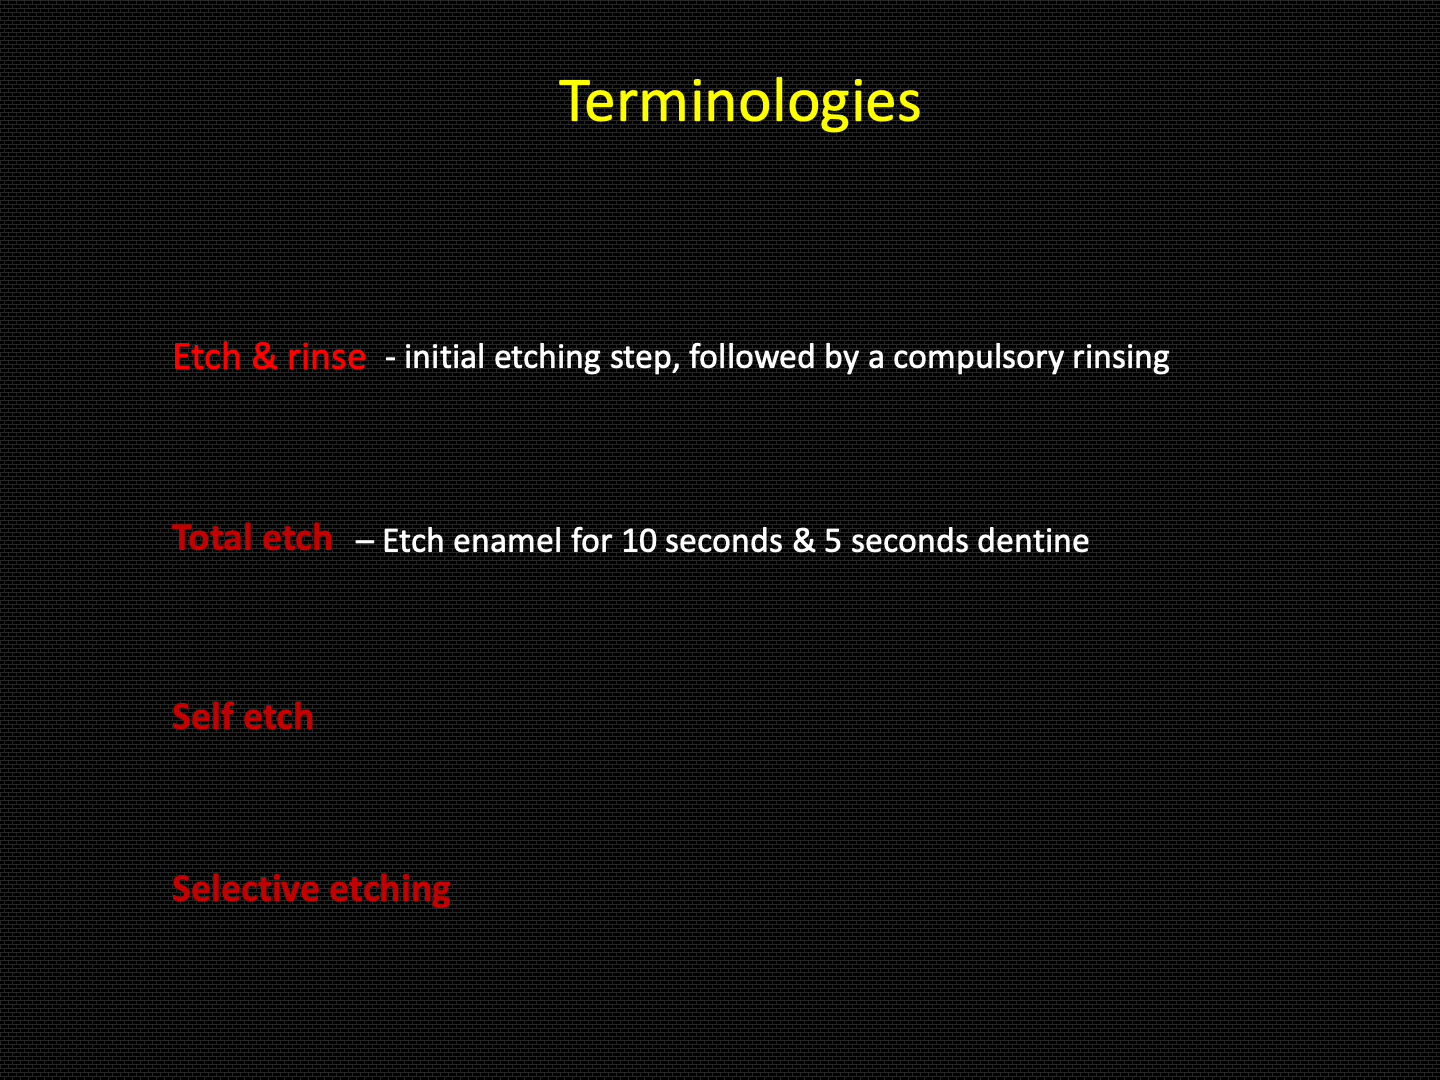 Terminologies
Etch & rinse - initial etching step, followed by a compulsory rinsing
Total etch – Etch enamel for 10 seconds & 5 seconds dentine
Self etch
Selective etching